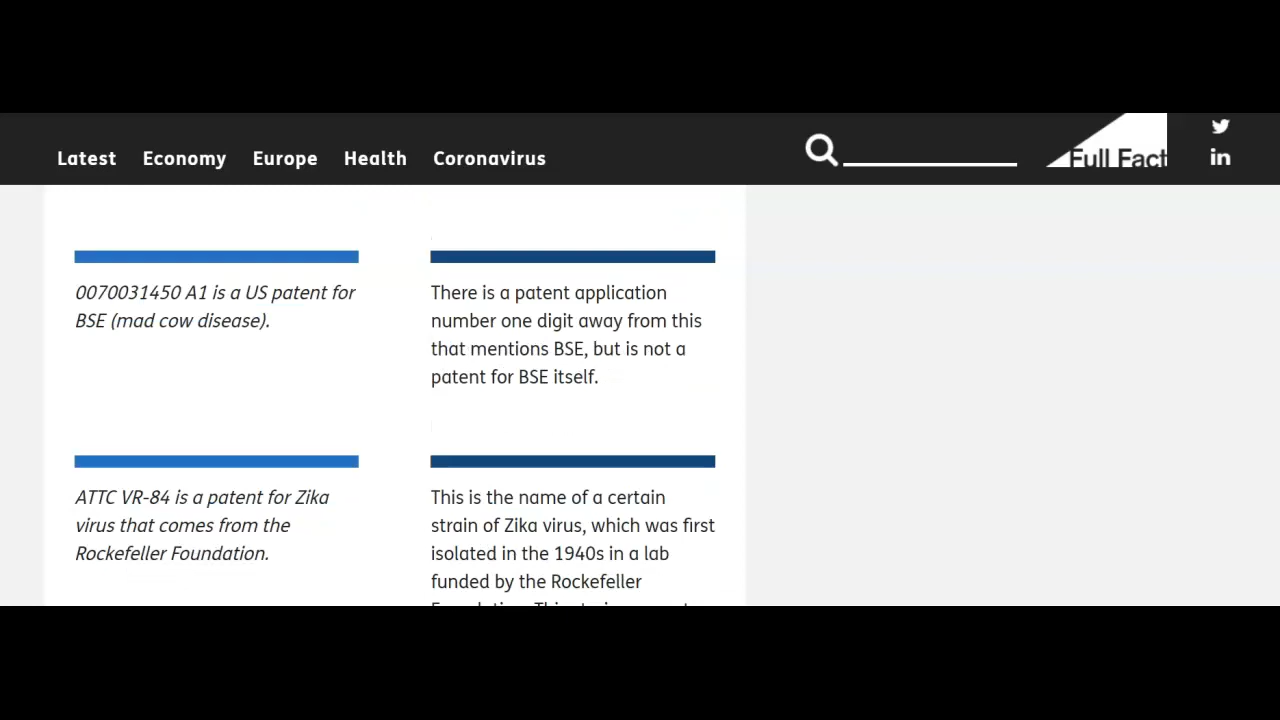 Latest Economy Europe Health Coronavirus
Full Fact
in
0070031450 A1 is a US patent for
BSE (mad cow disease).
There is a patent application
number one digit away from this
that mentions BSE, but is not a
patent for BSE itself.
ATTC VR-84 is a patent for Zika
virus that comes from the
Rockefeller Foundation.
This is the name of a certain
strain of Zika virus, which was first
isolated in the 1940s in a lab
funded by the Rockefeller